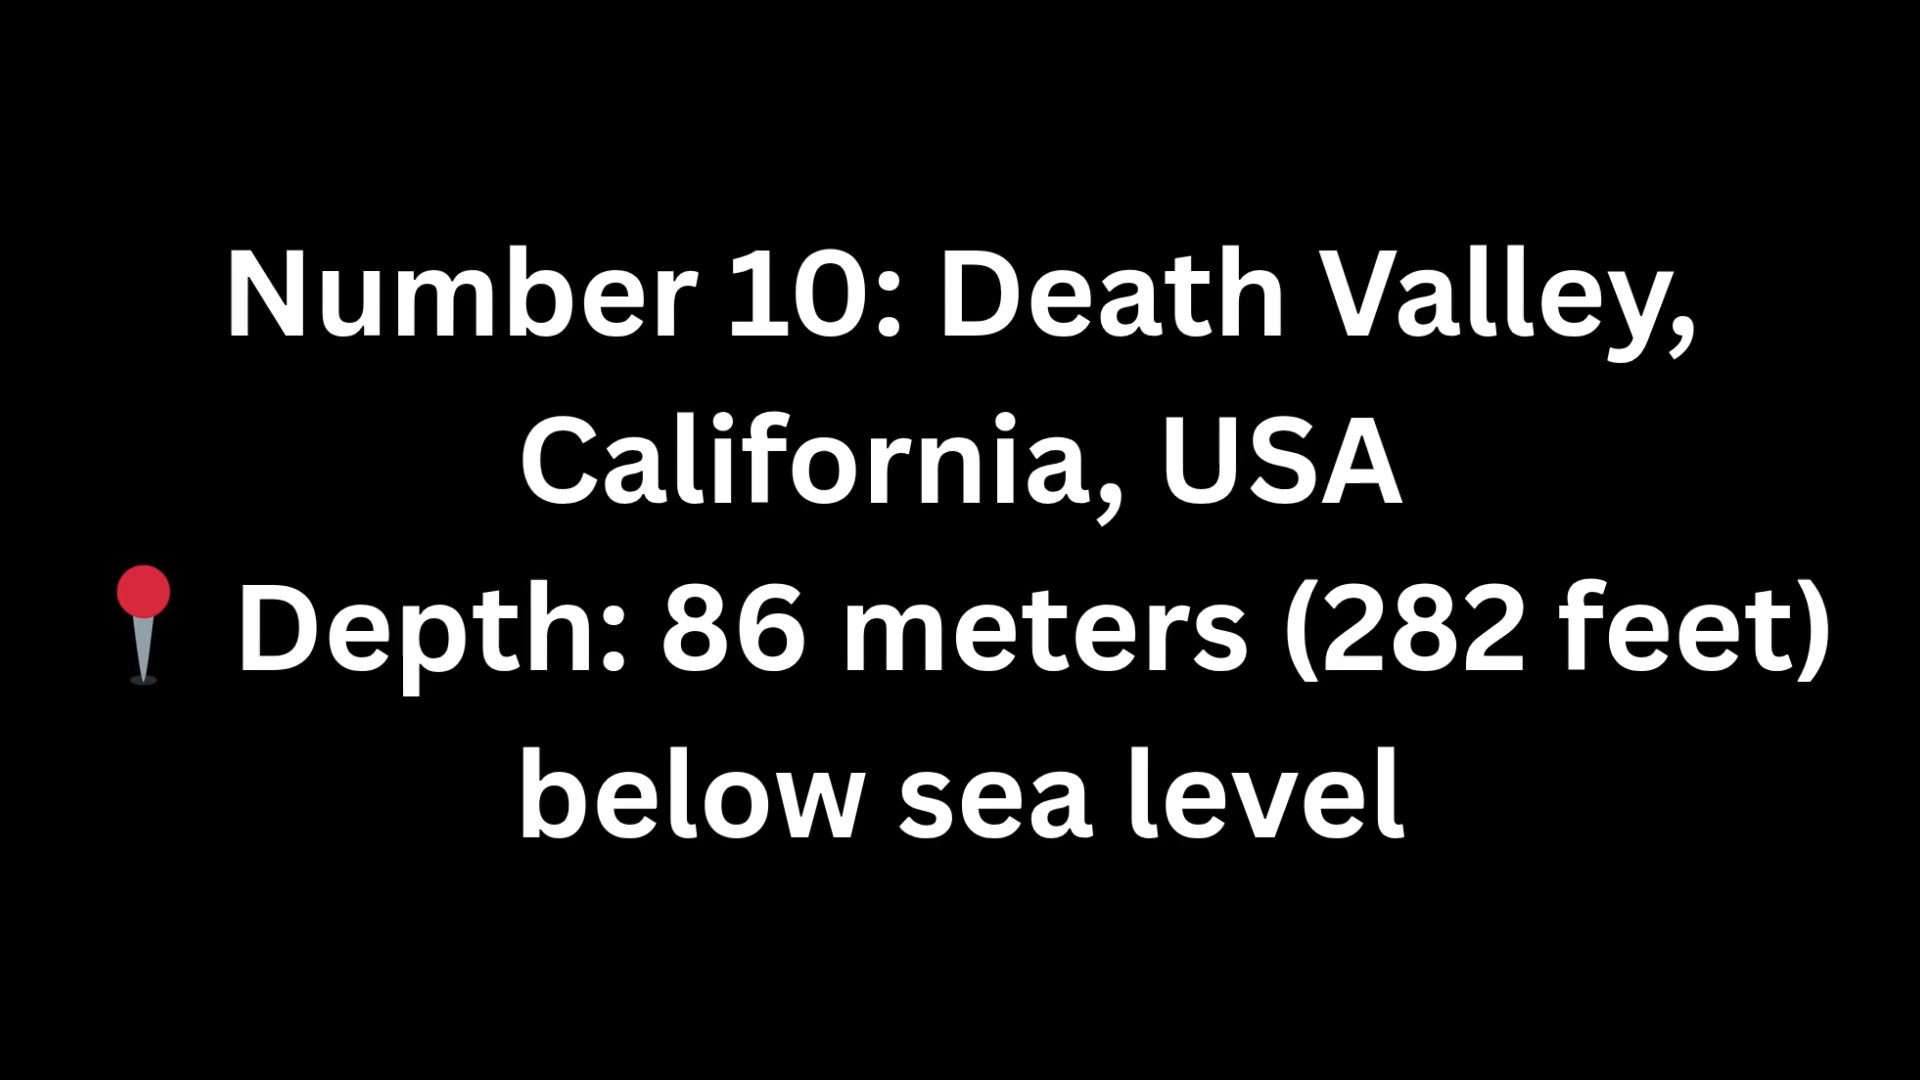 Number 10: Death Valley,
California, USA
📍 Depth: 86 meters (282 feet)
below sea level